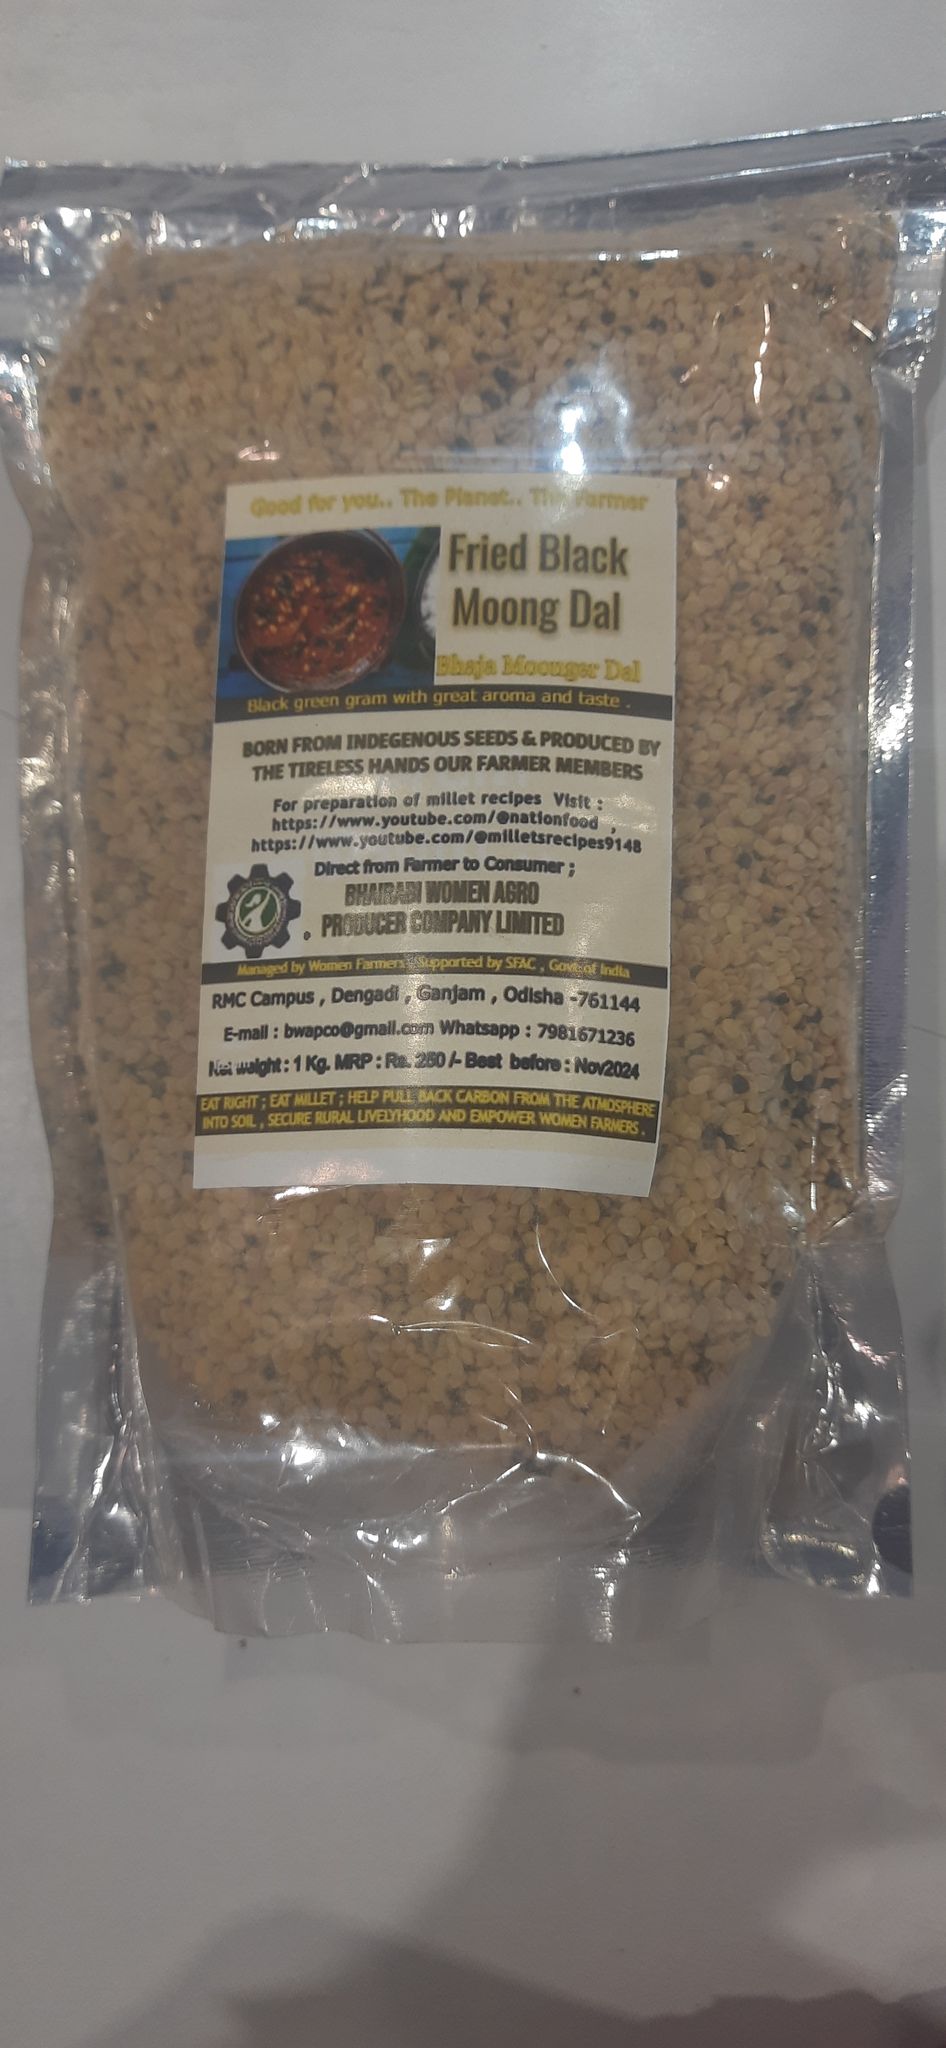 Good for you.. The Planet.. The Farmer
Fried Black
Moong Dal
Bhaja Moounger Dal
Black green gram with great aroma and taste .
BORN FROM INDEGENOUS SEEDS & PRODUCED BY
THE TIRELESS HANDS OUR FARMER MEMBERS
For preparation of millet recipes Visit :
https://www.youtube.com/@nationfood ,
https://www.youtube.com/@milletsrecipes9148
Direct from Farmer to Consumer ;
BHAIRABI WOMEN AGRO
PRODUCER COMPANY LIMITED
Managed by Women Farmers, Supported by SFAC , Govt of India
RMC Campus , Dengadi , Ganjam , Odisha -761144
E-mail : bwapco@gmail.com Whatsapp : 7981671236
Net weight : 1 Kg. MRP : Rs. 250 /- Best before : Nov2024
EAT RIGHT ; EAT MILLET ; HELP PULL BACK CARBON FROM THE ATMOSPHERE
INTO SOIL , SECURE RURAL LIVELYHOOD AND EMPOWER WOMEN FARMERS .